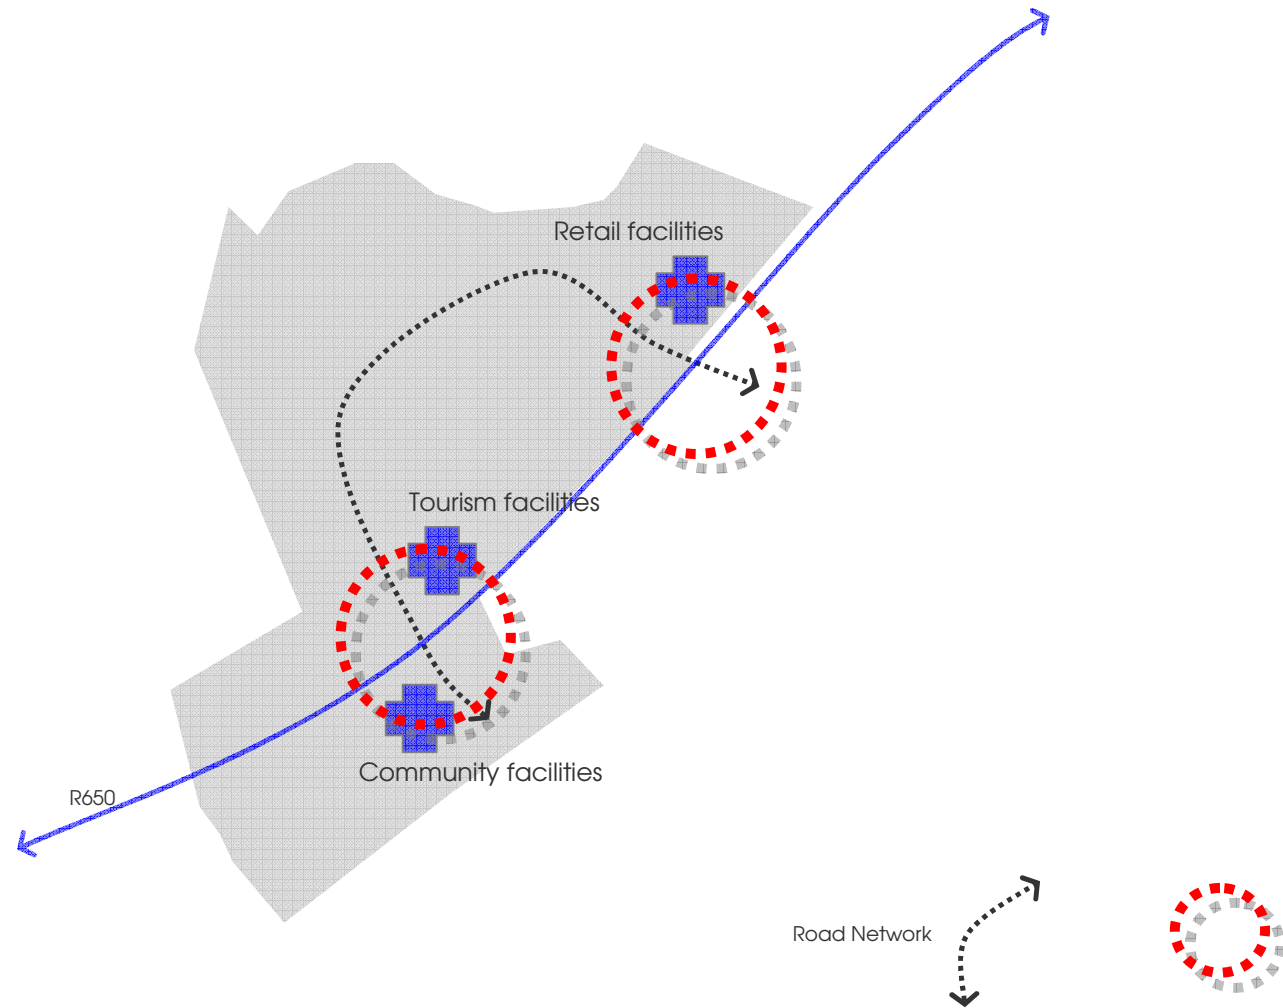 Retail facilities
Tourism facilities
Community facilities
R650
Road Network